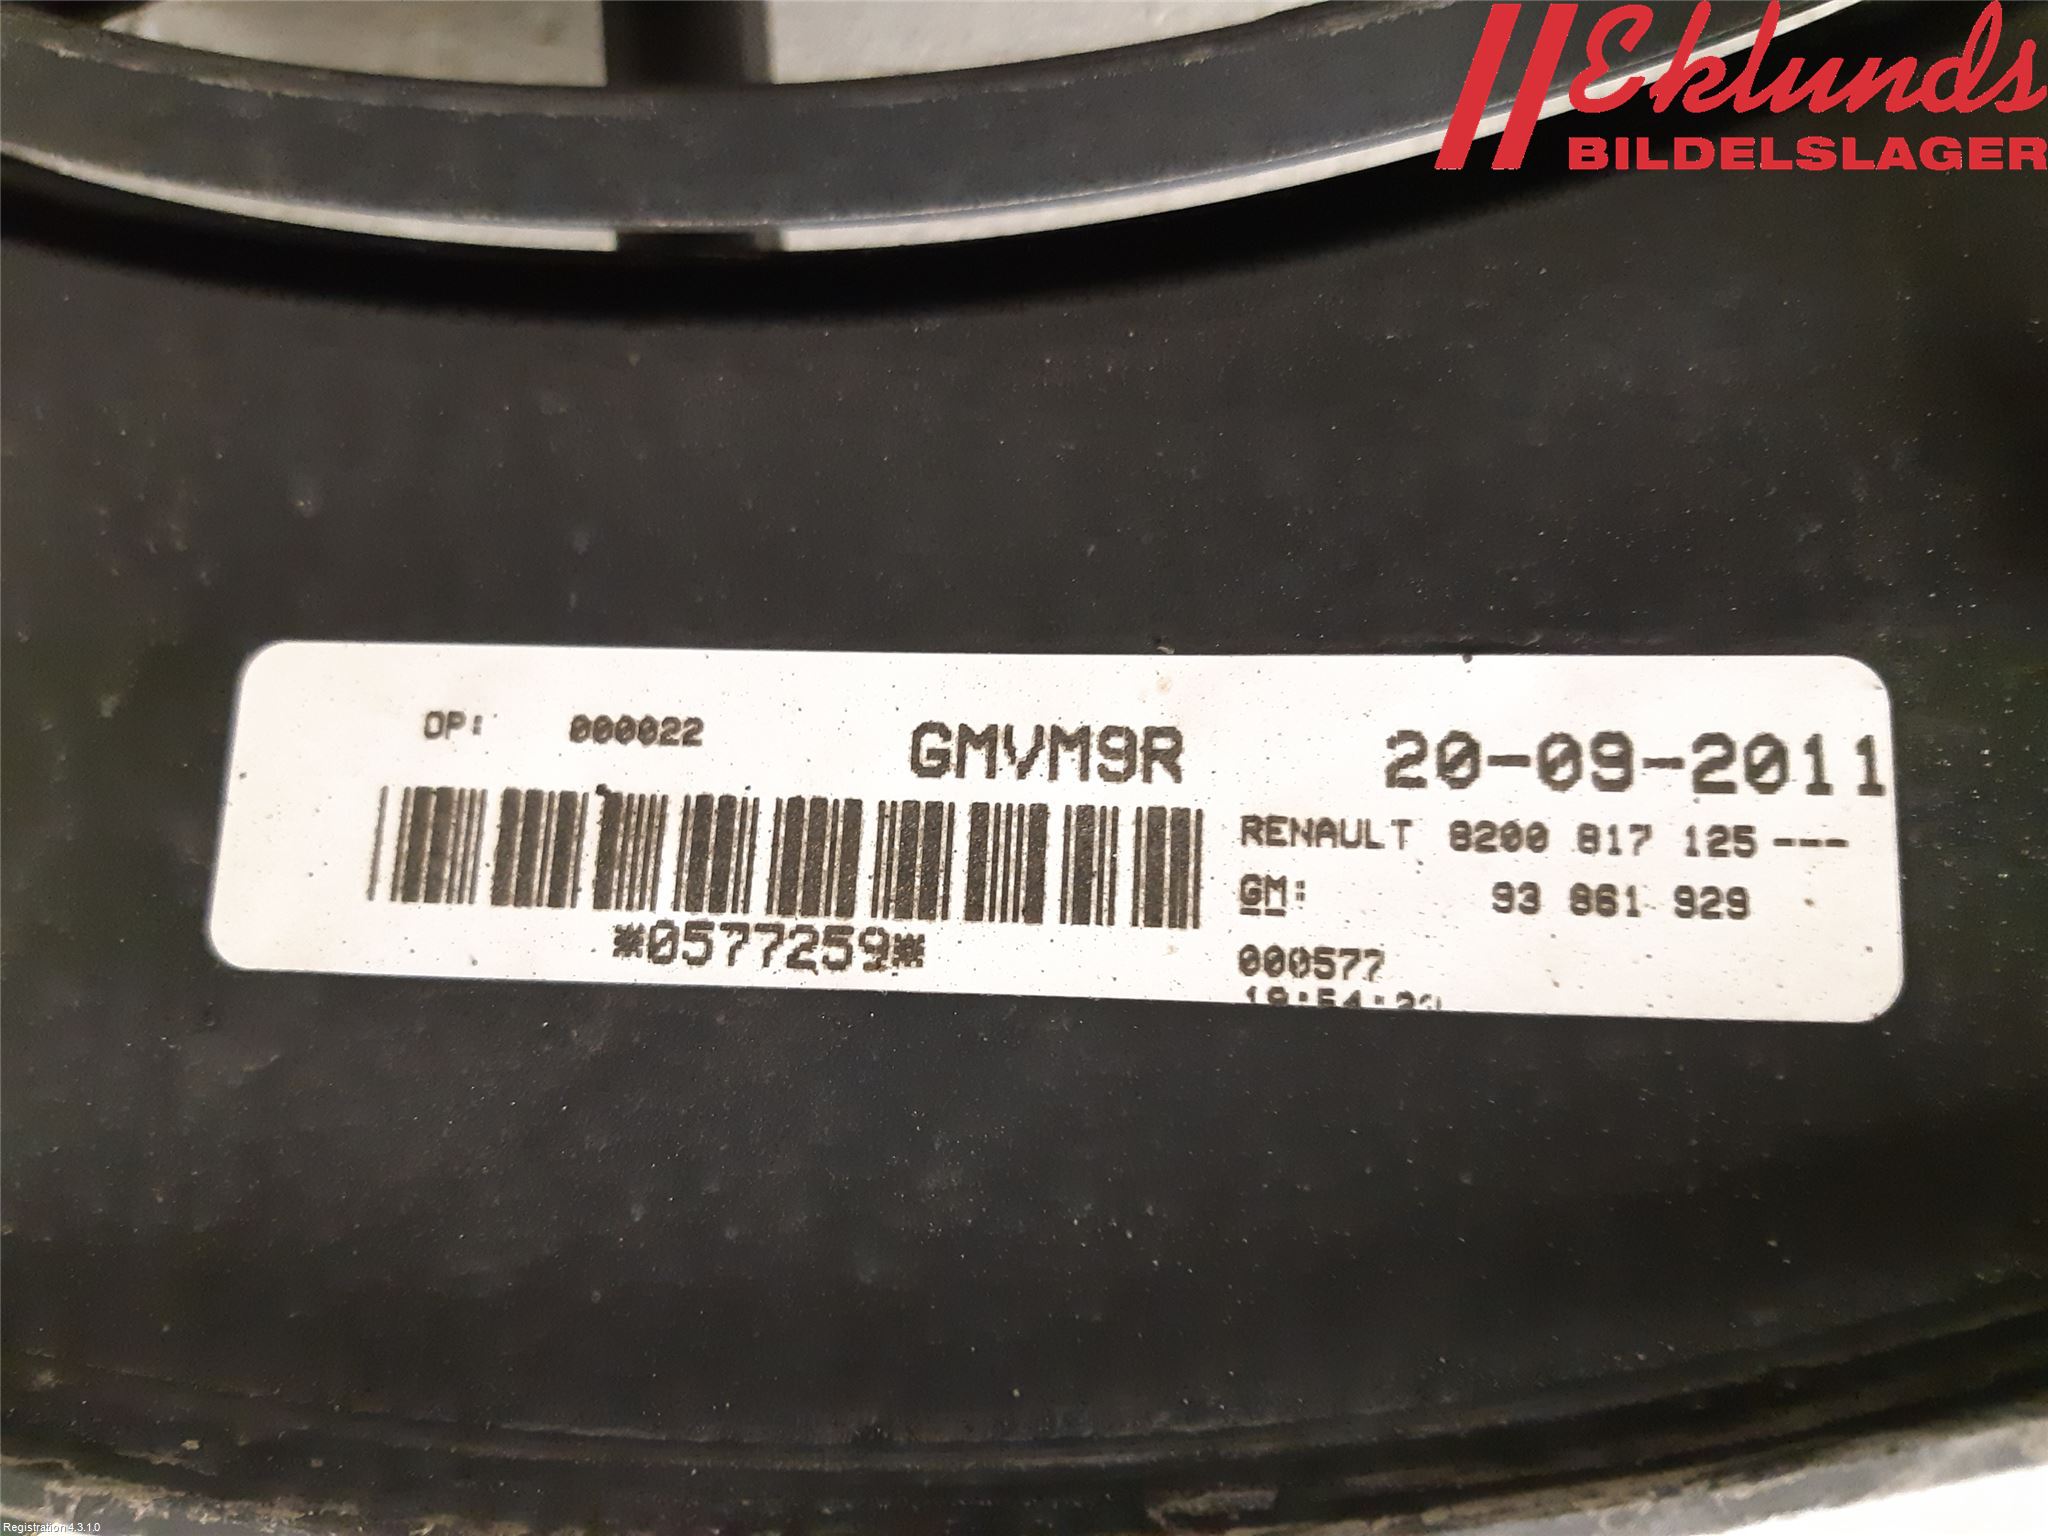 Eklunds
BILDELSLAGER
OP: 000022
GMVM9R
20-09-2011
RENAULT 8200 817 125---
GM: 93 861 929
*0577259*
000577
Registration 4.3.1.0